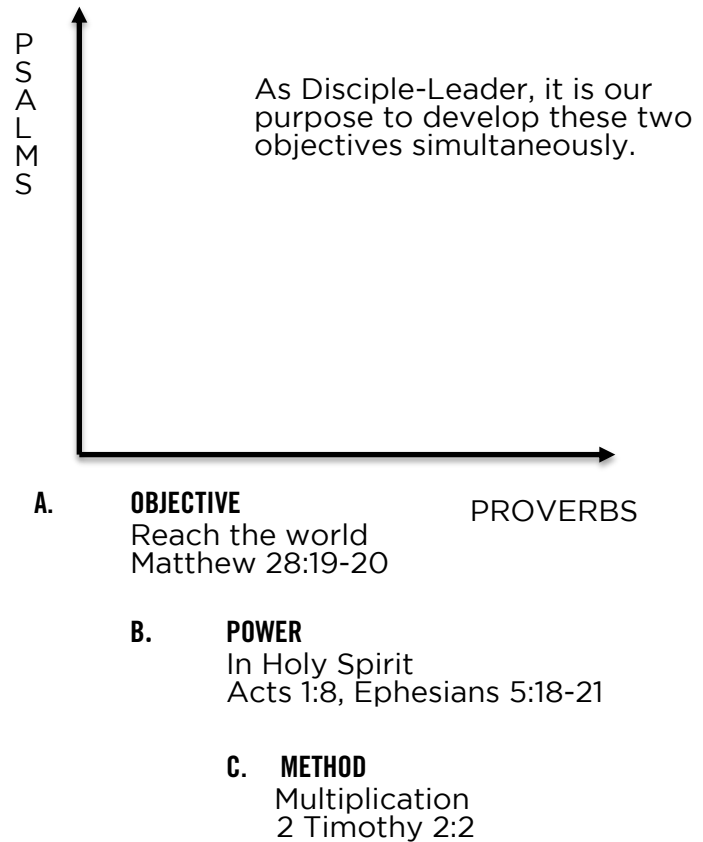 PSALMS
As Disciple-Leader, it is our
purpose to develop these two
objectives simultaneously.
A. OBJECTIVE
PROVERBS
Reach the world
Matthew 28:19-20
B. POWER
In Holy Spirit
Acts 1:8, Ephesians 5:18-21
C. METHOD
Multiplication
2 Timothy 2:2